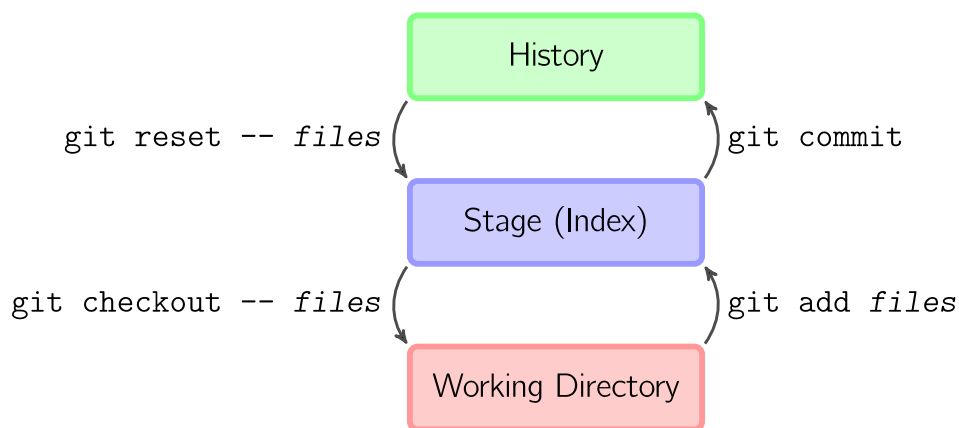 History
git reset -- files
git commit
Stage (Index)
git checkout -- files
git add files
Working Directory